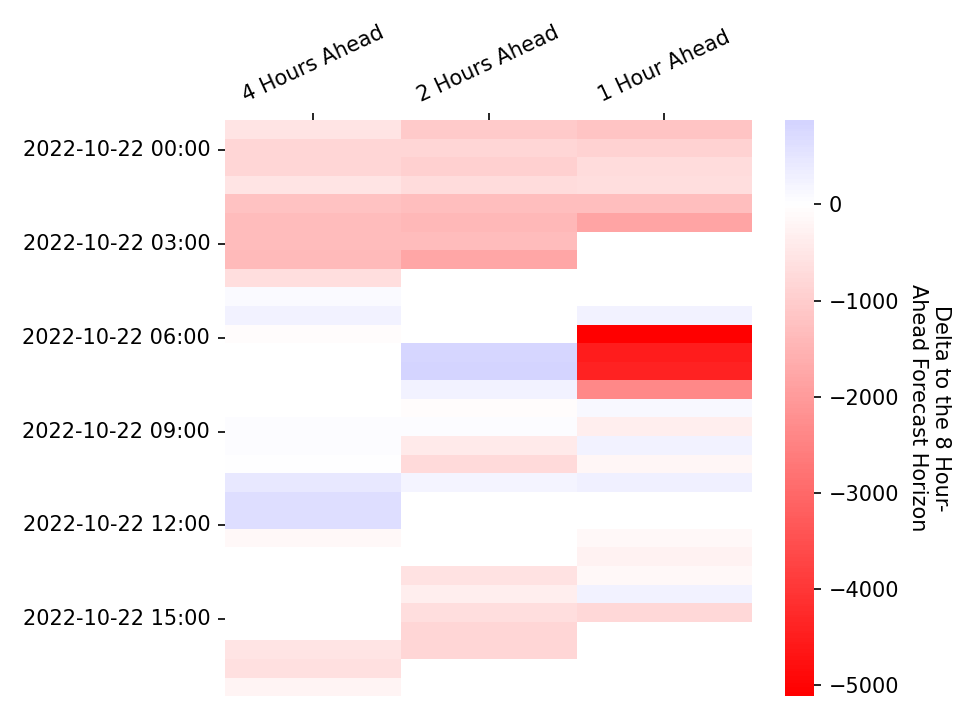 4 Hours Ahead
2 Hours Ahead
1 Hour Ahead
2022-10-22 00:00
2022-10-22 03:00
2022-10-22 06:00
2022-10-22 09:00
2022-10-22 12:00
2022-10-22 15:00
0
−1000
−2000
−3000
−4000
−5000
Delta to the 8 Hour-
Ahead Forecast Horizon